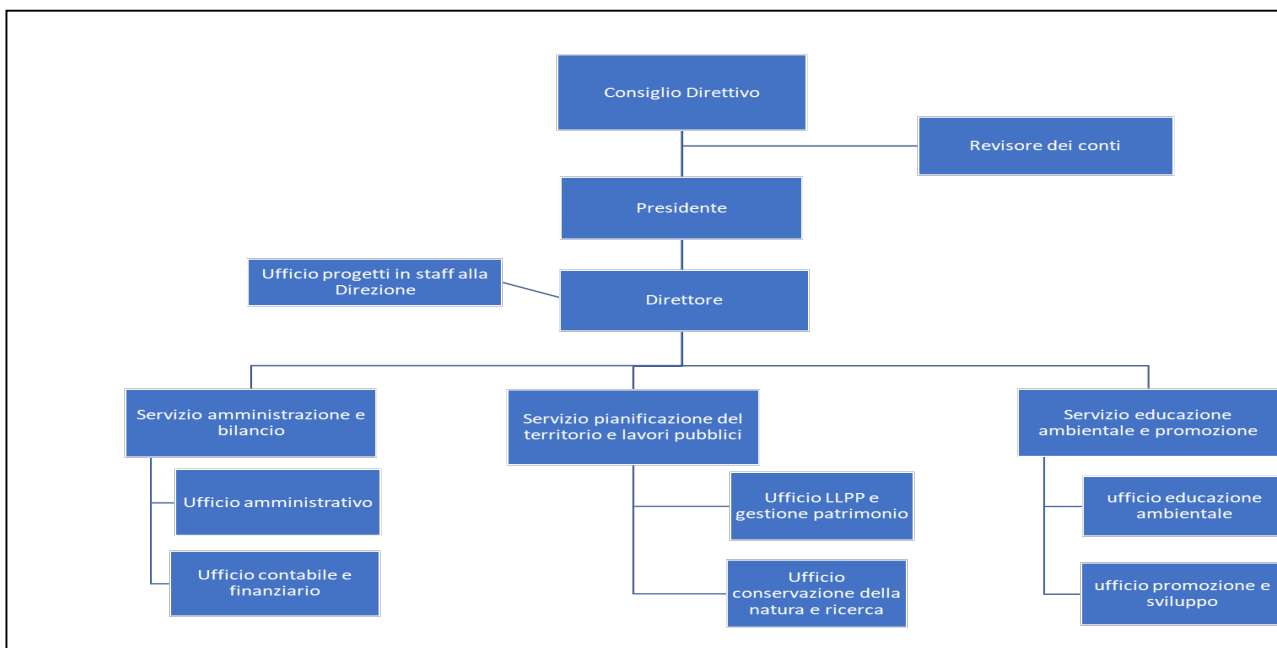 Consiglio Direttivo
Revisore dei conti
Presidente
Ufficio progetti in staff alla
Direzione
Direttore
Servizio amministrazione e
bilancio
Servizio pianificazione del
territorio e lavori pubblici
Servizio educazione
ambientale e promozione
Ufficio amministrativo
Ufficio contabile e
finanziario
Ufficio LLPP e
gestione patrimonio
Ufficio
conservazione della
natura e ricerca
ufficio educazione
ambientale
ufficio promozione e
sviluppo